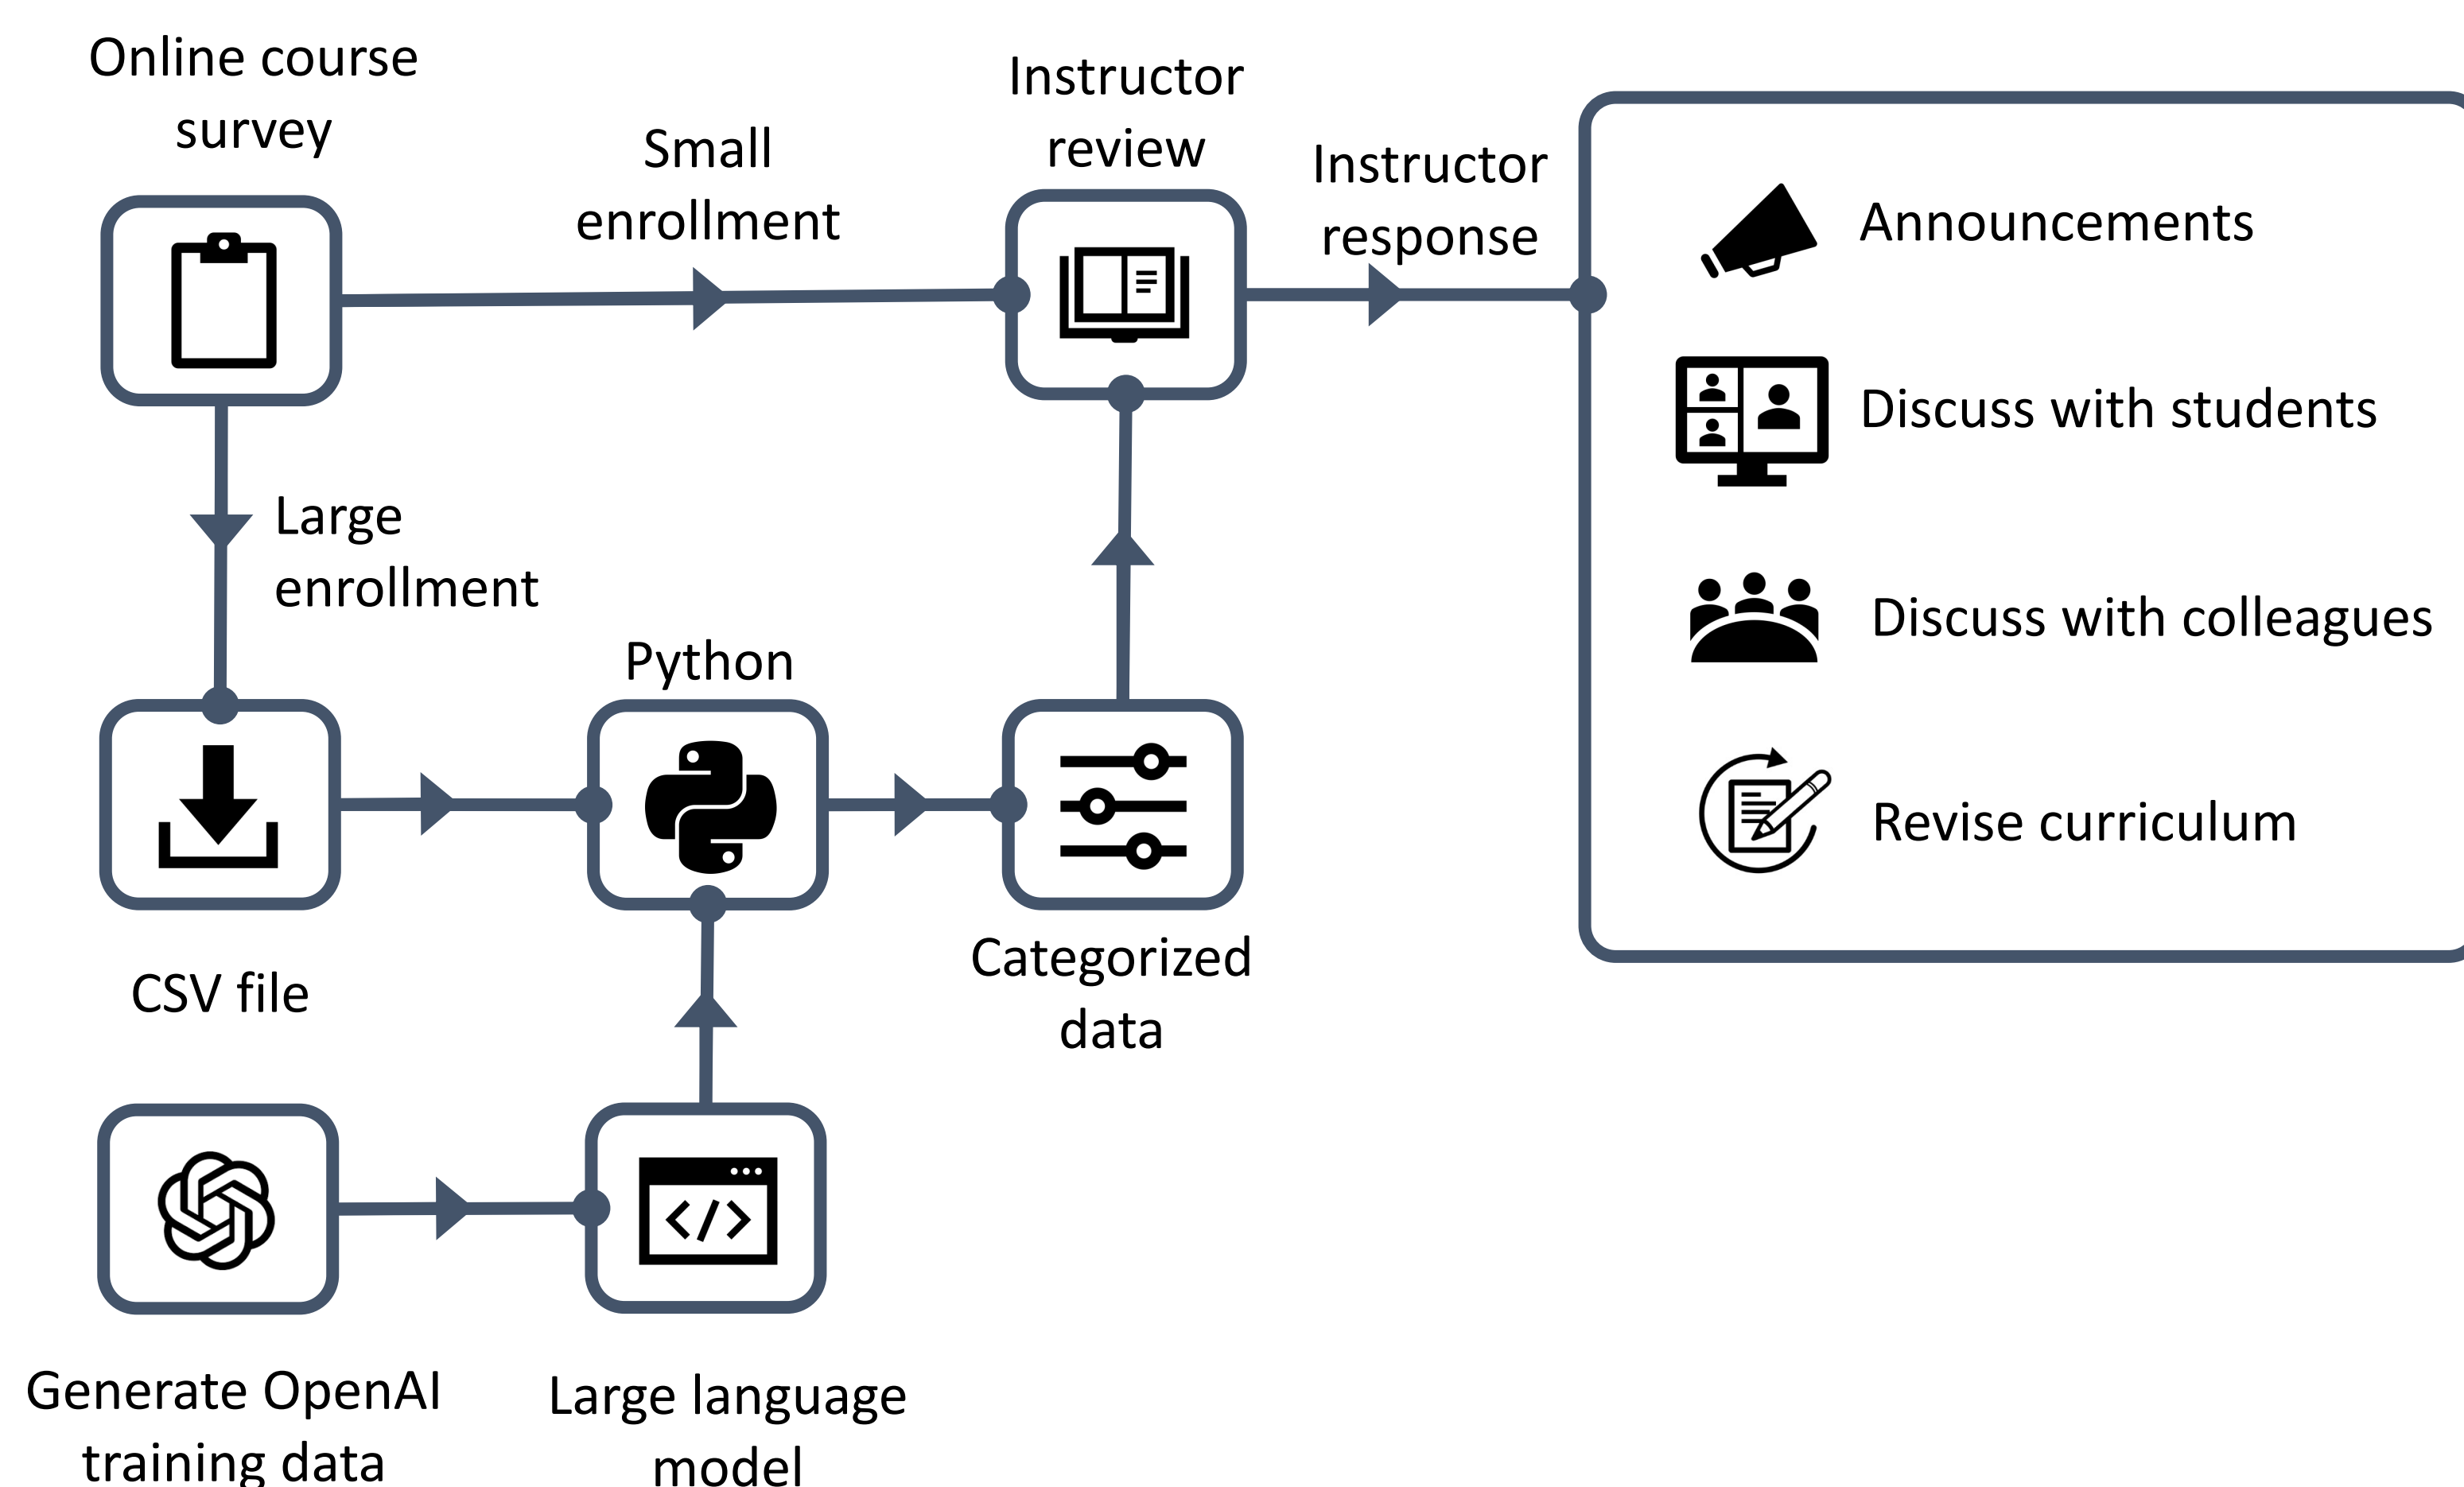 Online course
survey
Small
enrollment
Instructor
review
Instructor
response
Announcements
Discuss with students
Discuss with colleagues
Revise curriculum
Large
enrollment
Python
CSV file
Categorized
data
Generate OpenAI
training data
Large language
model